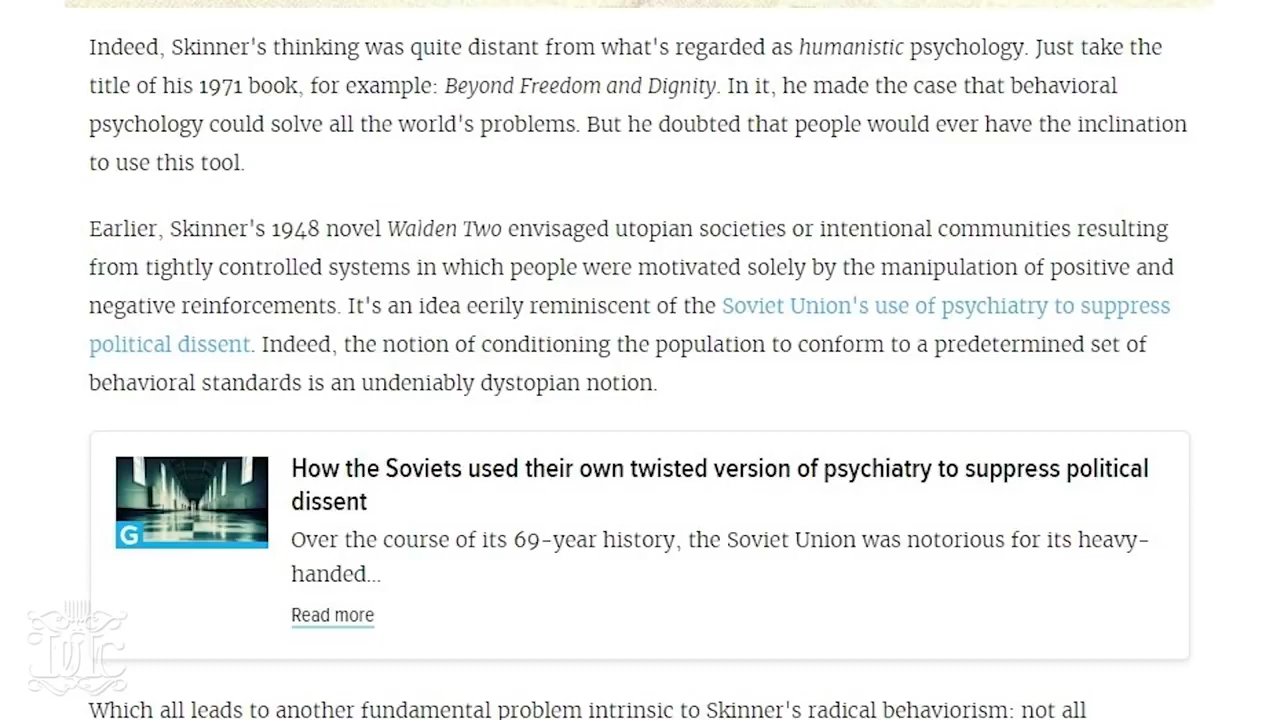 Indeed, Skinner's thinking was quite distant from what's regarded as humanistic psychology. Just take the
title of his 1971 book, for example: Beyond Freedom and Dignity. In it, he made the case that behavioral
psychology could solve all the world's problems. But he doubted that people would ever have the inclination
to use this tool.
Earlier, Skinner's 1948 novel Walden Two envisaged utopian societies or intentional communities resulting
from tightly controlled systems in which people were motivated solely by the manipulation of positive and
negative reinforcements. It's an idea eerily reminiscent of the Soviet Union's use of psychiatry to suppress
political dissent. Indeed, the notion of conditioning the population to conform to a predetermined set of
behavioral standards is an undeniably dystopian notion.
How the Soviets used their own twisted version of psychiatry to suppress political
dissent
G
Over the course of its 69-year history, the Soviet Union was notorious for its heavy-
handed...
Read more
Which all leads to another fundamental problem intrinsic to Skinner's radical behaviorism: not all